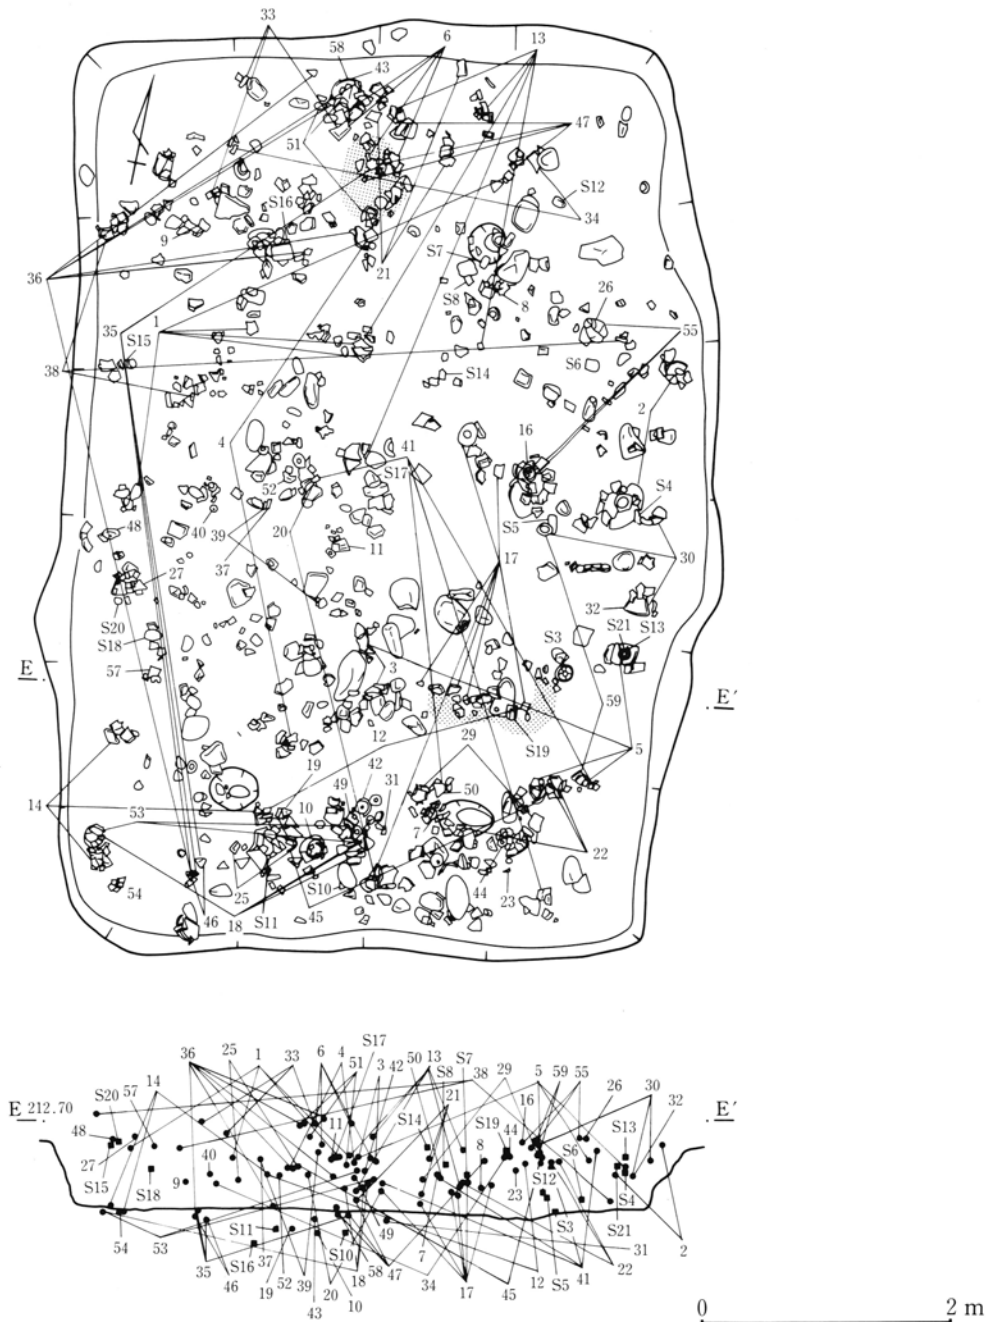 33
58
6
13
43
47
51
S16
S12
34
9
S7
21
36
S8
8
26
35
1
55
S15
S6
38
S14
2
4
16
41
52
S17
S4
S5
48
40
39
20
11
30
17
37
27
32
S20
S21
S13
S18
S3
E
57
3
E′
59
12
29
S19
5
19
42
14
49
31
53
10
50
7
22
54
S10
44
25
23
46
18
S11
45
S17
36
25
1
33
6
4
51
3
42
50
13
S8
S7
38
29
5
59
55
26
30
32
E 212.70
E′
S20
57
14
21
16
48
11
S14
S19
44
S13
8
S6
27
40
S15
S18
9
S12
23
S4
S11
S3
S21
54
53
49
31
2
S16
37
S10
7
22
35
58
47
34
12
S5
41
46
19
52
39
20
18
17
45
43
10
0
2 m